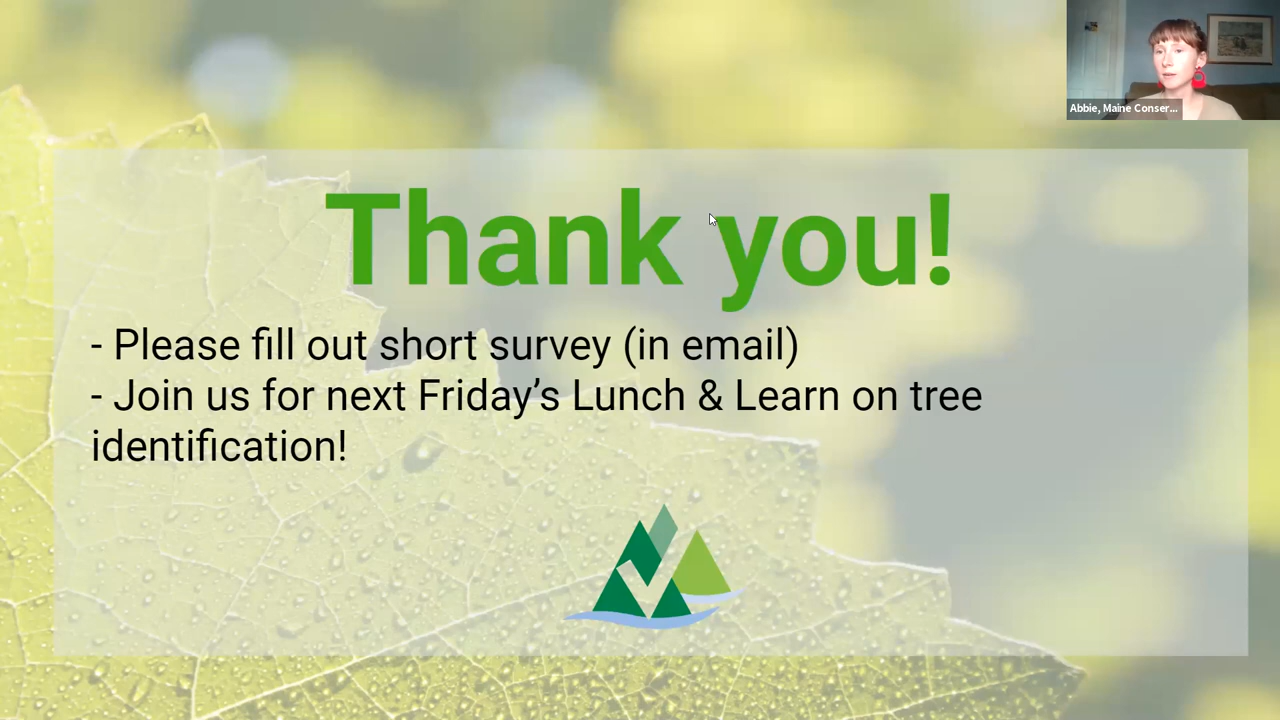 Abbie, Maine Conser...
Thank you!
- Please fill out short survey (in email)
- Join us for next Friday’s Lunch & Learn on tree
identification!